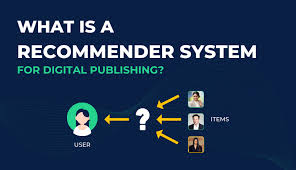 WHAT IS A
RECOMMENDER SYSTEM
FOR DIGITAL PUBLISHING?
?
ITEMS
USER